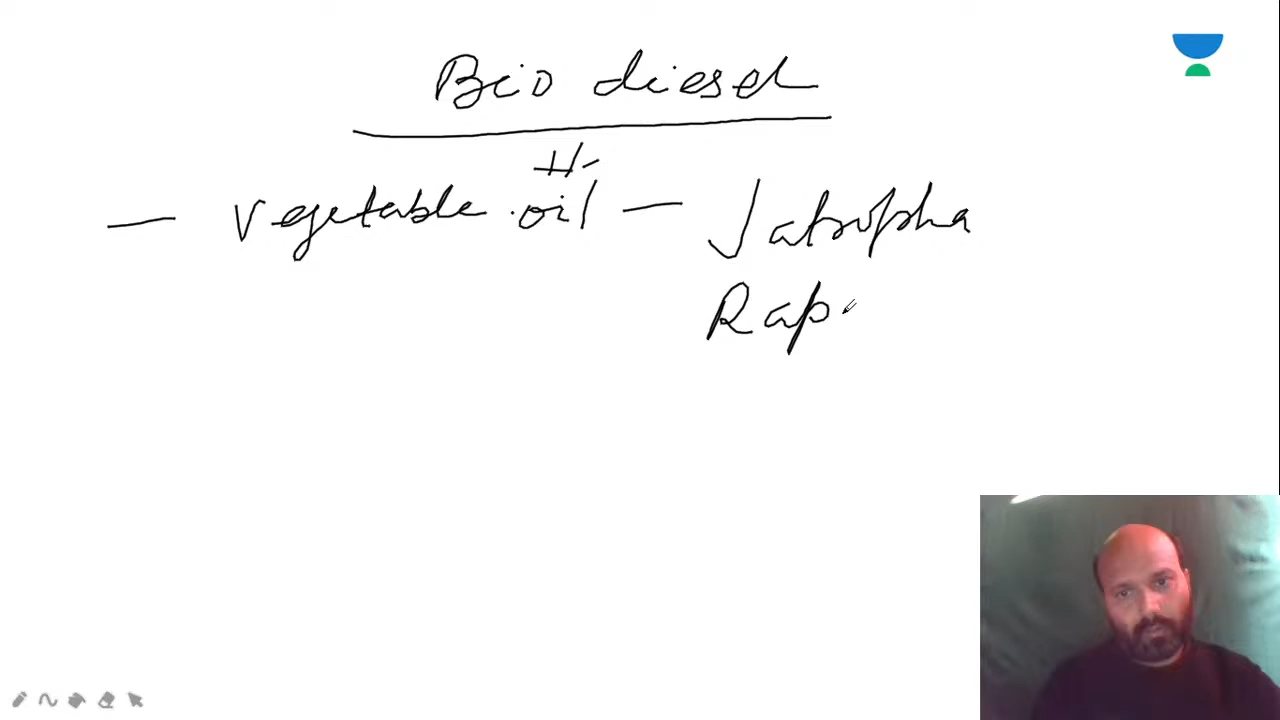 Bio diesel
— Vegetable oil — Jatropha
Rap